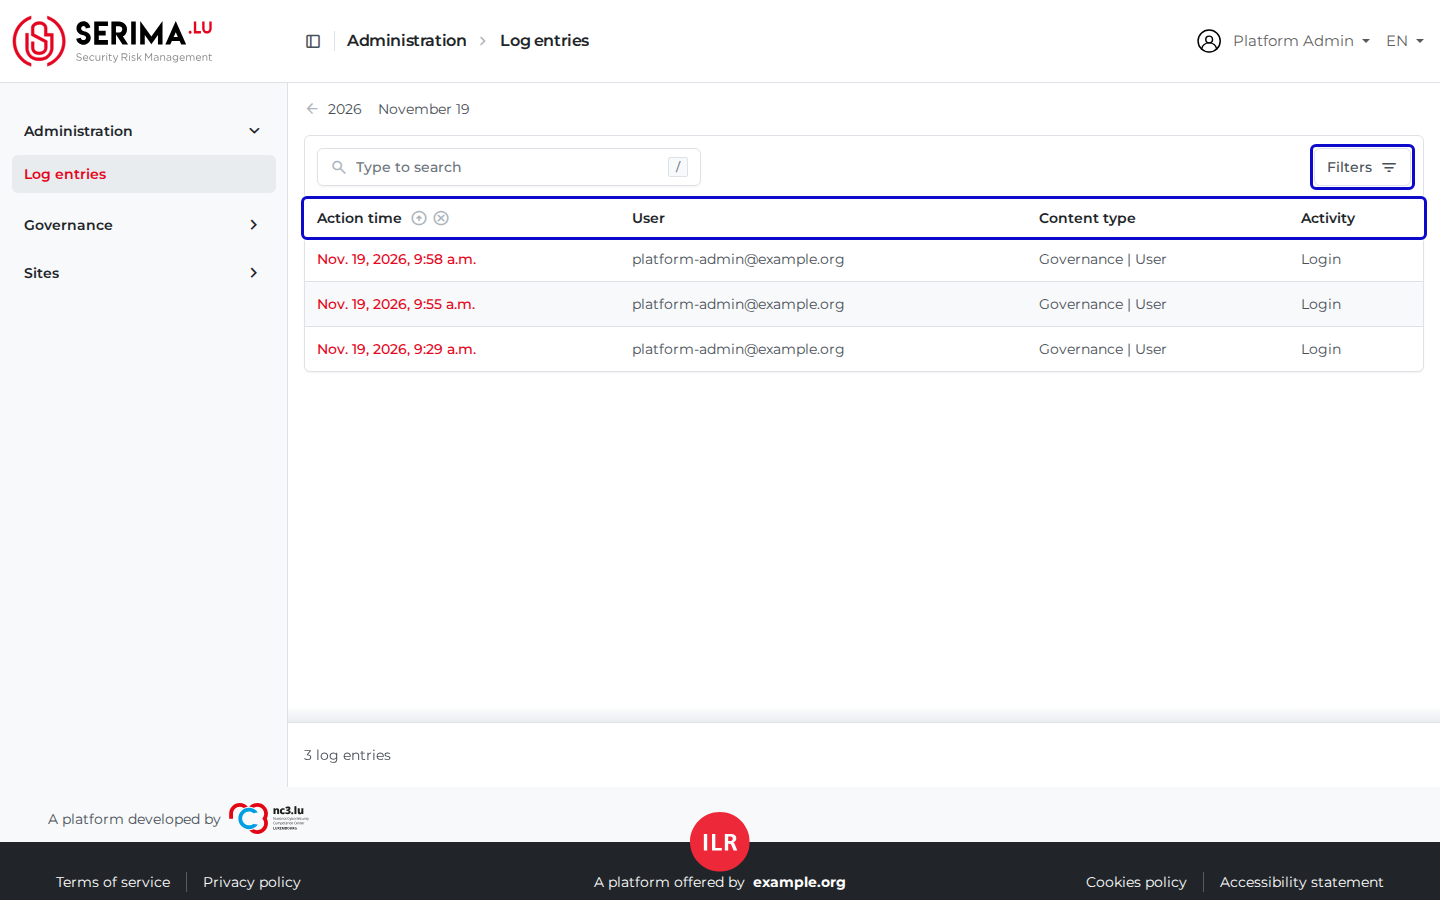 SERIMA.LU
Security Risk Management
Administration
Log entries
Platform Admin
EN
Administration
Log entries
Governance
Sites
2026
November 19
Type to search
/
Filters
Action time
User
Content type
Activity
Nov. 19, 2026, 9:58 a.m.
platform-admin@example.org
Governance | User
Login
Nov. 19, 2026, 9:55 a.m.
platform-admin@example.org
Governance | User
Login
Nov. 19, 2026, 9:29 a.m.
platform-admin@example.org
Governance | User
Login
3 log entries
A platform developed by
nc3.lu
LUXEMBOURG
ILR
Terms of service
Privacy policy
A platform offered by example.org
Cookies policy
Accessibility statement